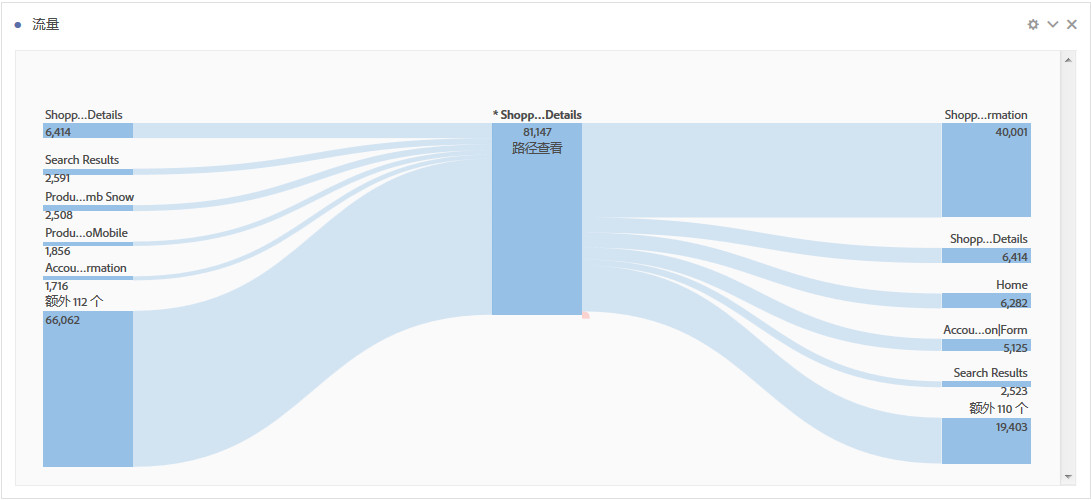 流量
Shopp...Details
6,414
Search Results
2,591
Produ...mb Snow
2,508
Produ...oMobile
1,856
Accou...rmation
1,716
额外 112 个
66,062
* Shopp...Details
81,147
路径查看
Shopp...rmation
40,001
Shopp...Details
6,414
Home
6,282
Accou...on|Form
5,125
Search Results
2,523
额外 110 个
19,403